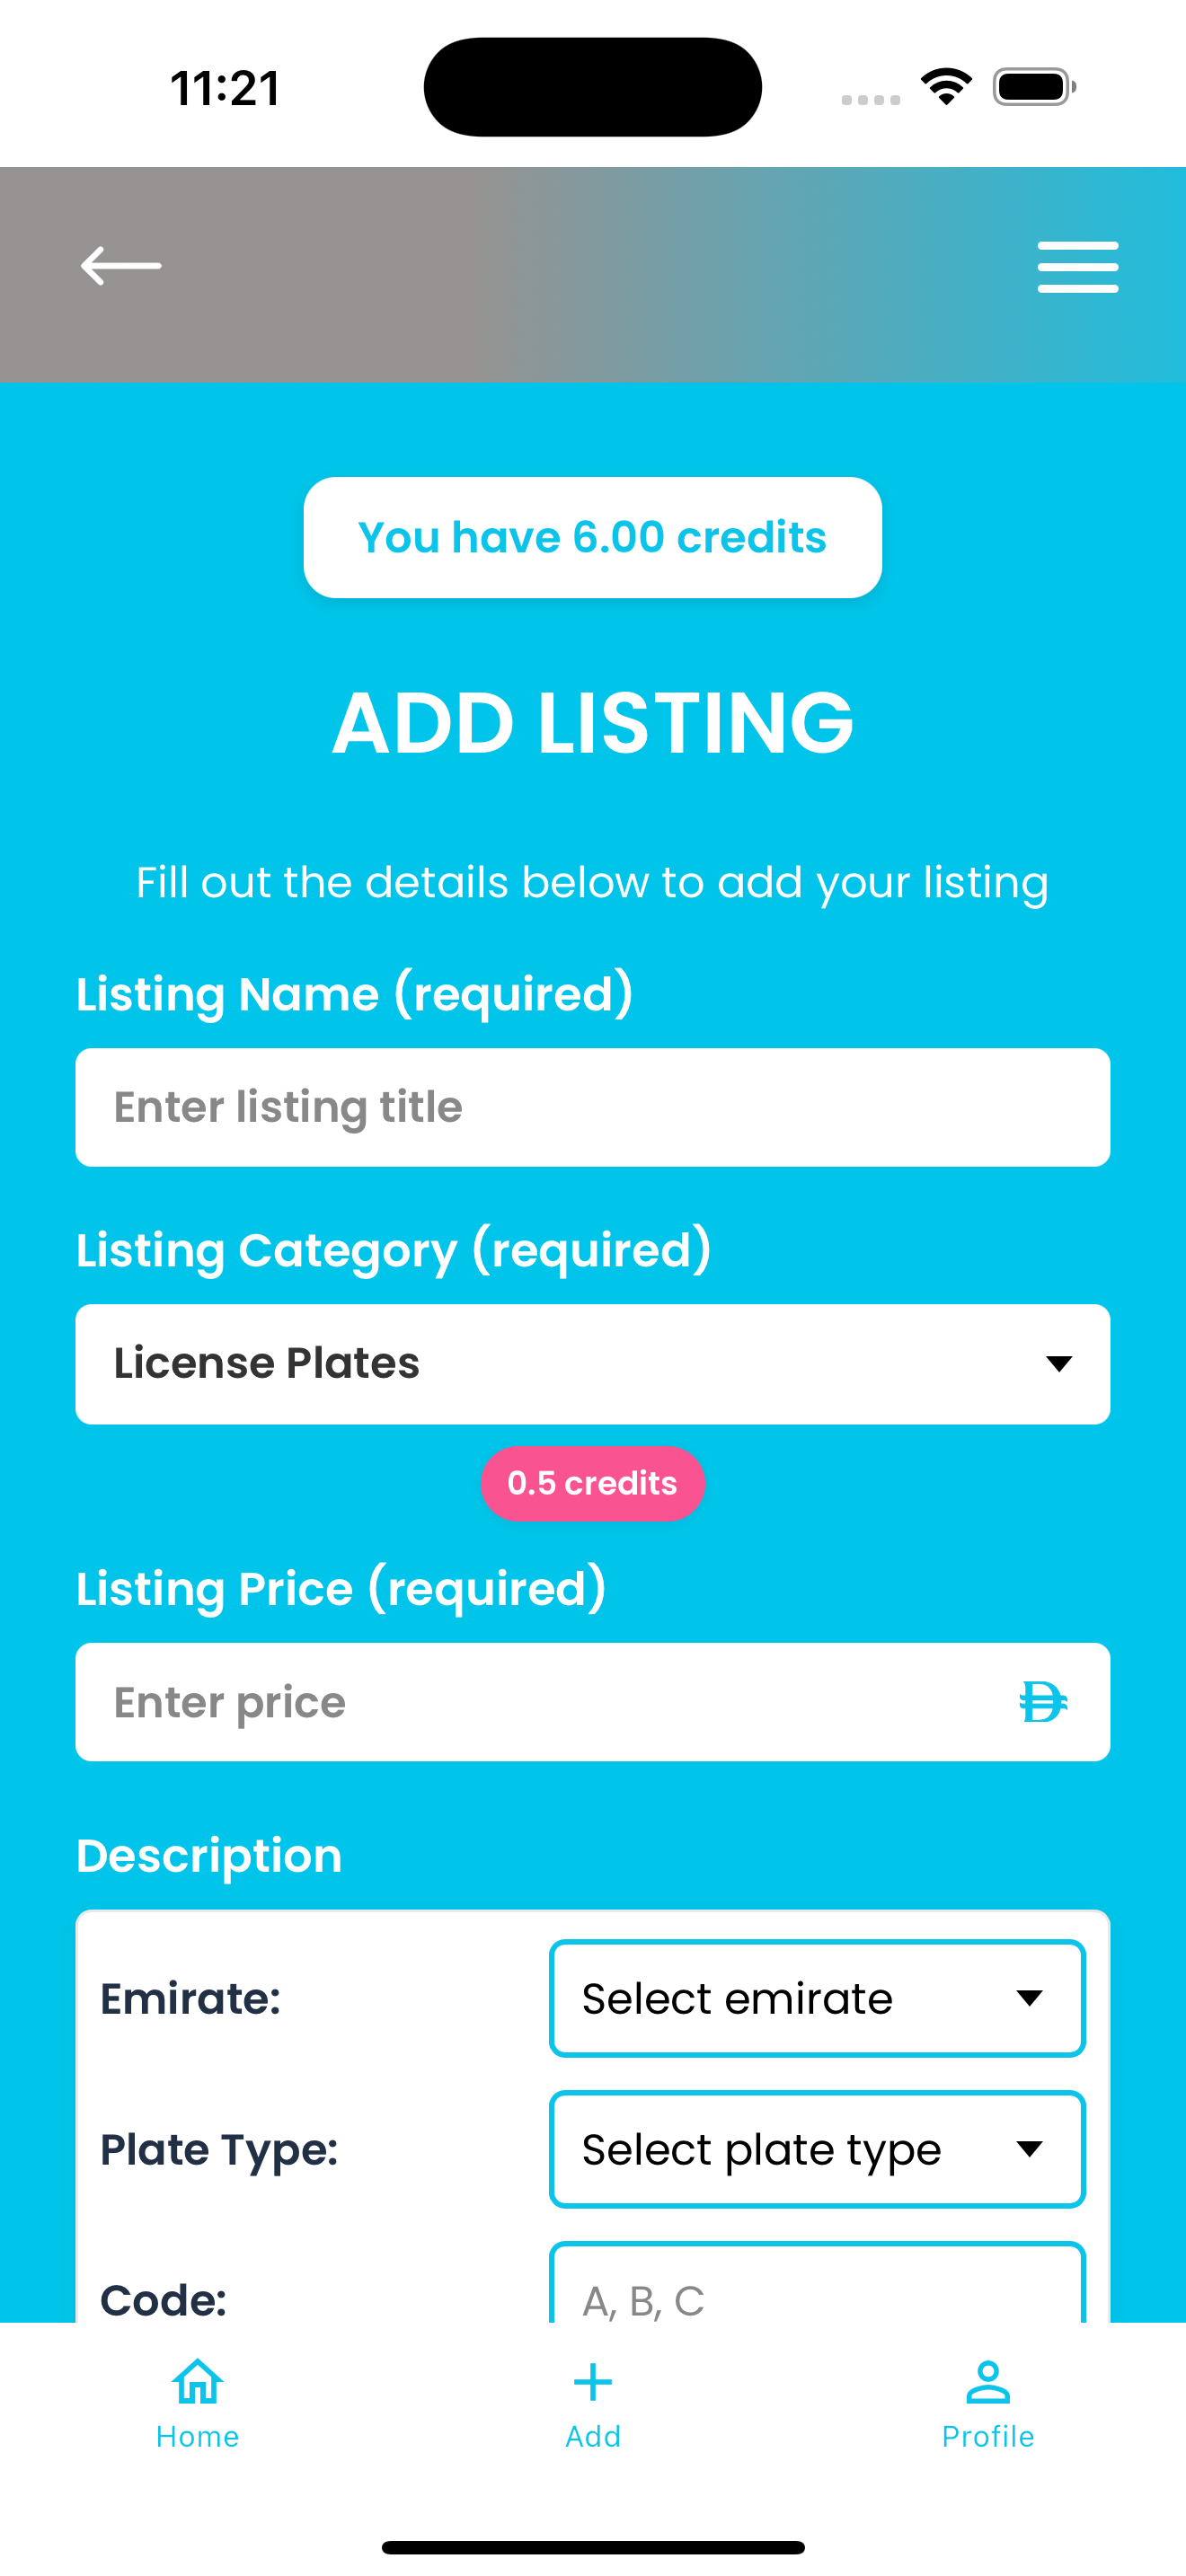 11:21
You have 6.00 credits
ADD LISTING
Fill out the details below to add your listing
Listing Name (required)
Enter listing title
Listing Category (required)
License Plates
0.5 credits
Listing Price (required)
Enter price
Description
Emirate:
Select emirate
Plate Type:
Select plate type
Code:
A, B, C
Home
Add
Profile